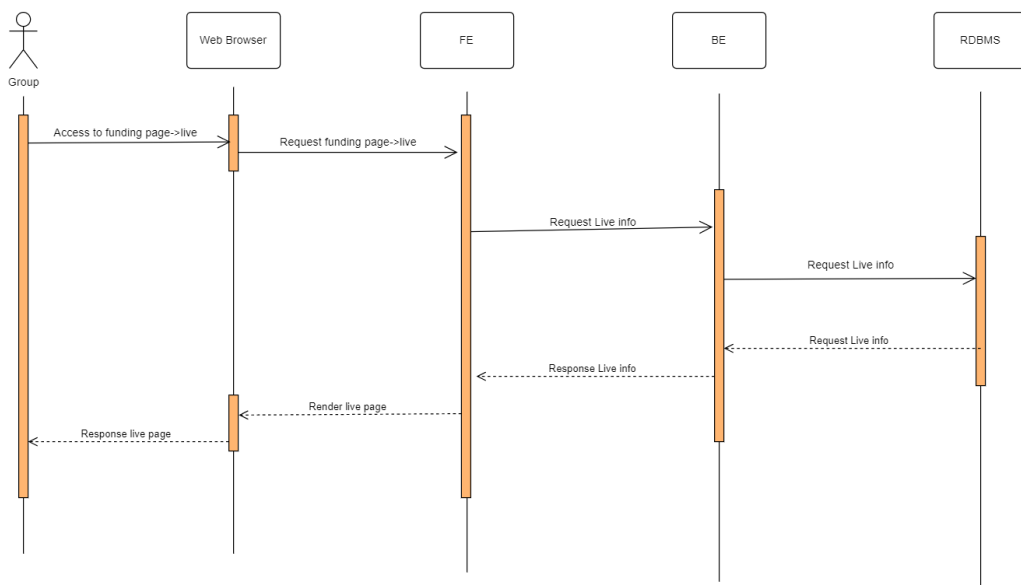 Web Browser
FE
BE
RDBMS
Group
Access to funding page->live
Request funding page->live
Request Live info
Request Live info
Request Live info
Response Live info
Render live page
Response live page